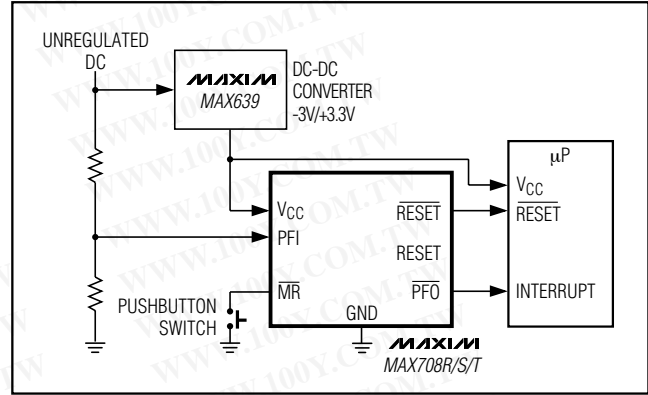 UNREGULATED
DC
MAXIM
MAX639
DC-DC
CONVERTER
-3V/+3.3V
μP
VCC
RESET
VCC
PFI
MR
RESET
RESET
PFO
GND
INTERRUPT
PUSHBUTTON
SWITCH
MAXIM
MAX708R/S/T
WWW.100Y.COM.TW